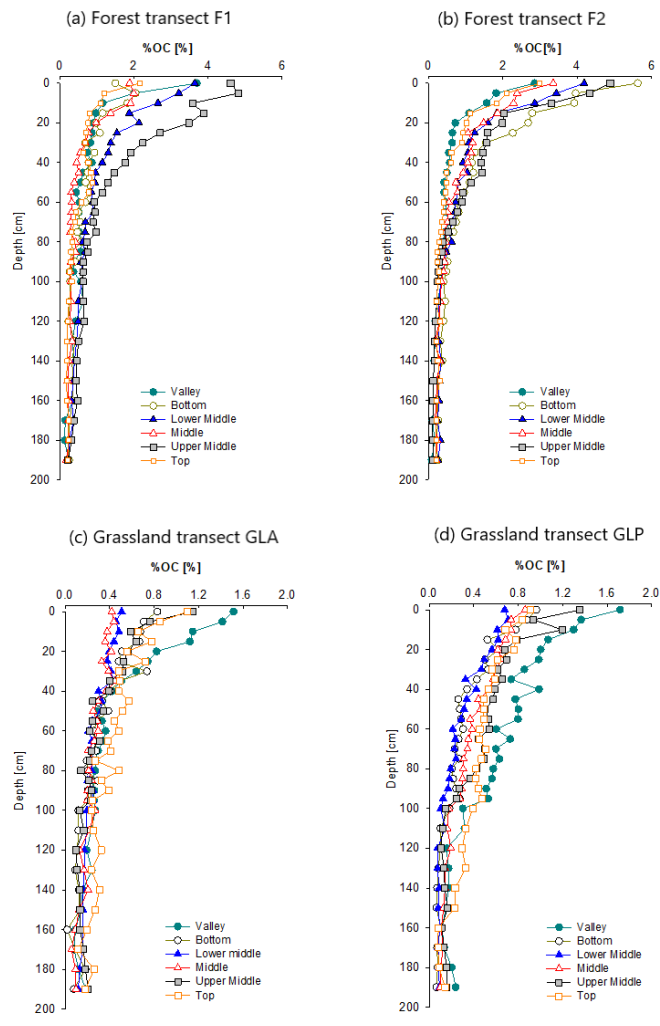 (a) Forest transect F1
%OC [%]
0 2 4 6
0
20
40
60
80
100
120
140
160
180
200
Depth [cm]
Valley
Bottom
Lower Middle
Middle
Upper Middle
Top
(b) Forest transect F2
%OC [%]
0 2 4 6
0
20
40
60
80
100
120
140
160
180
200
Depth [cm]
Valley
Bottom
Lower Middle
Middle
Upper Middle
Top
(c) Grassland transect GLA
%OC [%]
0.0 0.4 0.8 1.2 1.6 2.0
0
20
40
60
80
100
120
140
160
180
200
Depth [cm]
Valley
Bottom
Lower middle
Middle
Upper Middle
Top
(d) Grassland transect GLP
%OC [%]
0.0 0.4 0.8 1.2 1.6 2.0
0
20
40
60
80
100
120
140
160
180
200
Depth [cm]
Valley
Bottom
Lower Middle
Middle
Upper Middle
Top